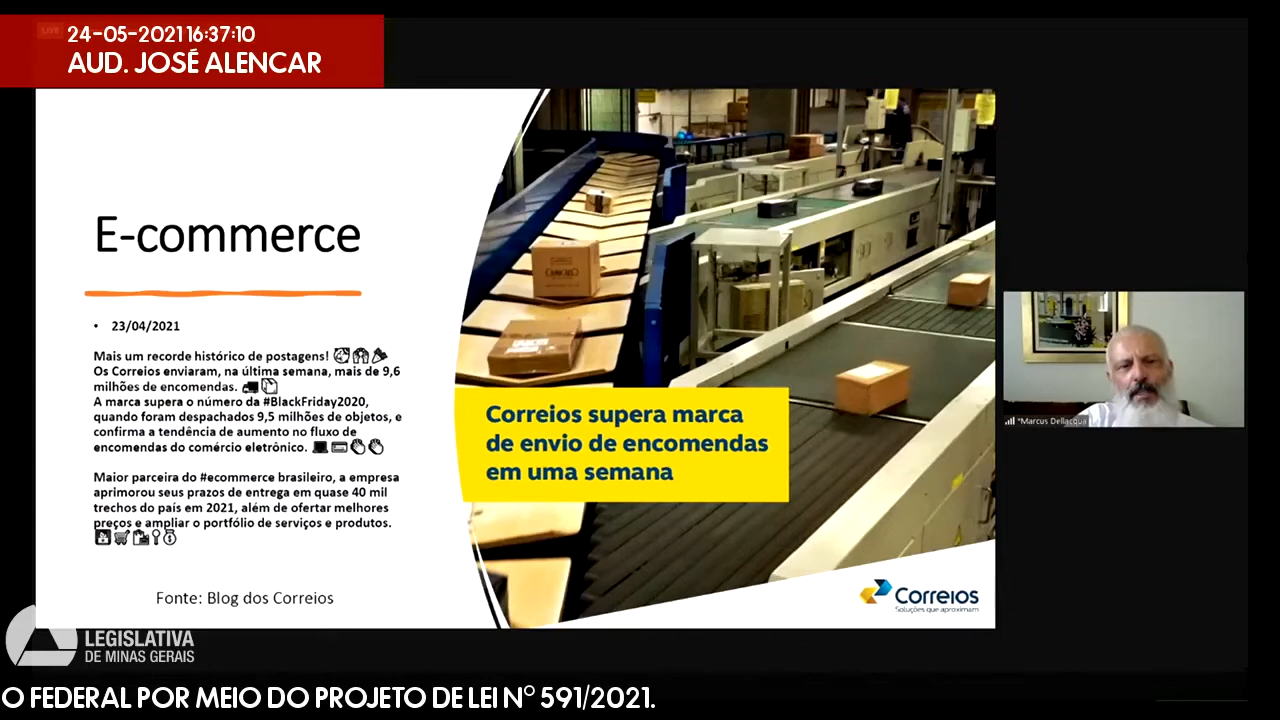 LIVE
24-05-2021 16:37:10
AUD. JOSÉ ALENCAR
E-commerce
• 23/04/2021
Mais um recorde histórico de postagens!
Os Correios enviaram, na última semana, mais de 9,6
milhões de encomendas.
A marca supera o número da #BlackFriday2020,
quando foram despachados 9,5 milhões de objetos, e
confirma a tendência de aumento no fluxo de
encomendas do comércio eletrônico.
Maior parceira do #ecommerce brasileiro, a empresa
aprimorou seus prazos de entrega em quase 40 mil
trechos do país em 2021, além de ofertar melhores
preços e ampliar o portfólio de serviços e produtos.
Fonte: Blog dos Correios
Correios supera marca
de envio de encomendas
em uma semana
Correios
Soluções que aproximam
*Marcus Dellacqua
LEGISLATIVA
DE MINAS GERAIS
O FEDERAL POR MEIO DO PROJETO DE LEI Nº 591/2021.